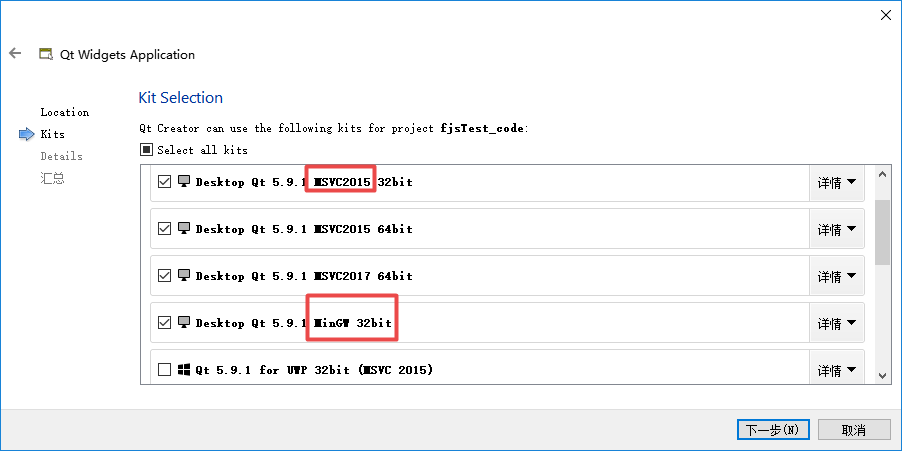 Qt Widgets Application
Kit Selection
Location
Kits
Details
汇总
Qt Creator can use the following kits for project fjsTest_code:
Select all kits
Desktop Qt 5.9.1 MSVC2015 32bit 详情
Desktop Qt 5.9.1 MSVC2015 64bit 详情
Desktop Qt 5.9.1 MSVC2017 64bit 详情
Desktop Qt 5.9.1 MinGW 32bit 详情
Qt 5.9.1 for UWP 32bit (MSVC 2015) 详情
下一步(N) 取消